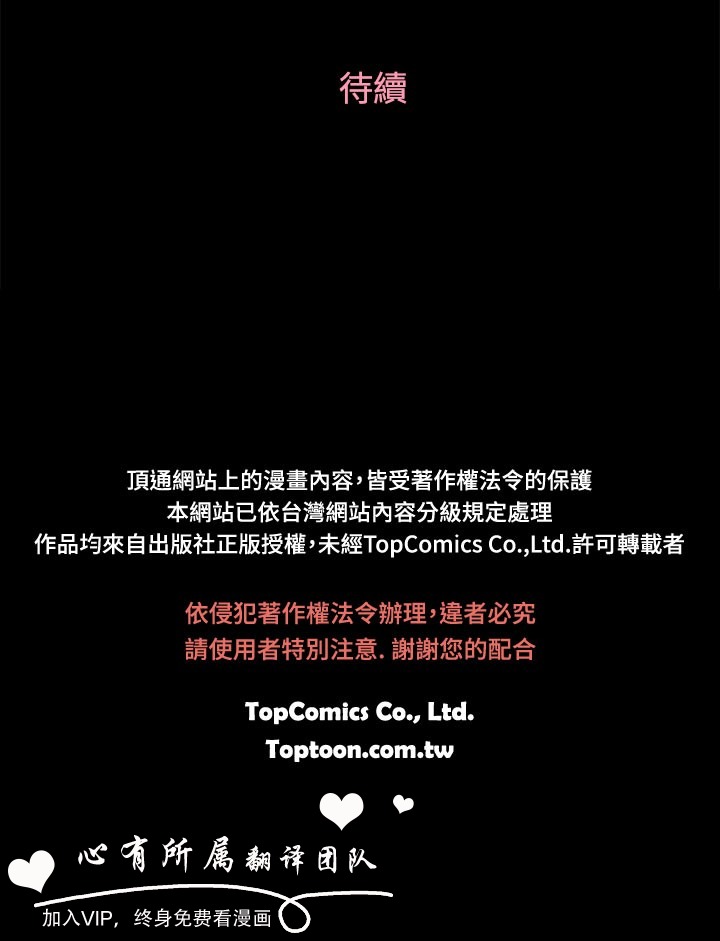 待續
頂通網站上的漫畫內容，皆受著作權法令的保護
本網站已依台灣網站內容分級規定處理
作品均來自出版社正版授權，未經TopComics Co.,Ltd.許可轉載者
依侵犯著作權法令辦理，違者必究
請使用者特別注意. 謝謝您的配合
TopComics Co., Ltd.
Toptoon.com.tw
心有所属翻译团队
加入VIP，终身免费看漫画